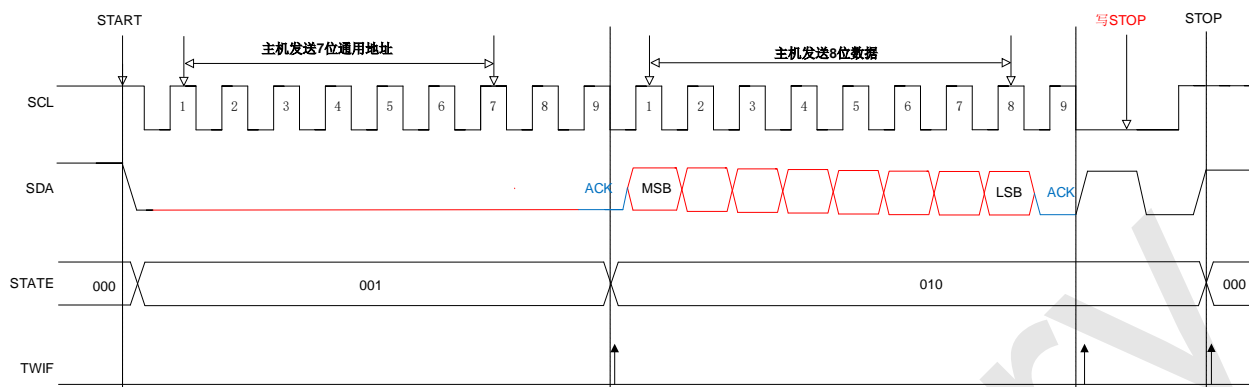 START
写STOP
STOP
主机发送7位通用地址
主机发送8位数据
SCL
1 2 3 4 5 6 7 8 9 1 2 3 4 5 6 7 8 9
SDA
ACK MSB LSB ACK
STATE
000 001 010 000
TWIF